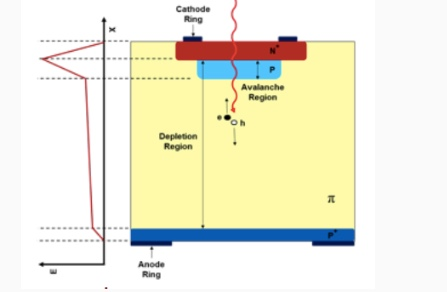 Cathode
Ring
x
N+
P
Avalanche
Region
e
h
Depletion
Region
π
P+
E
Anode
Ring